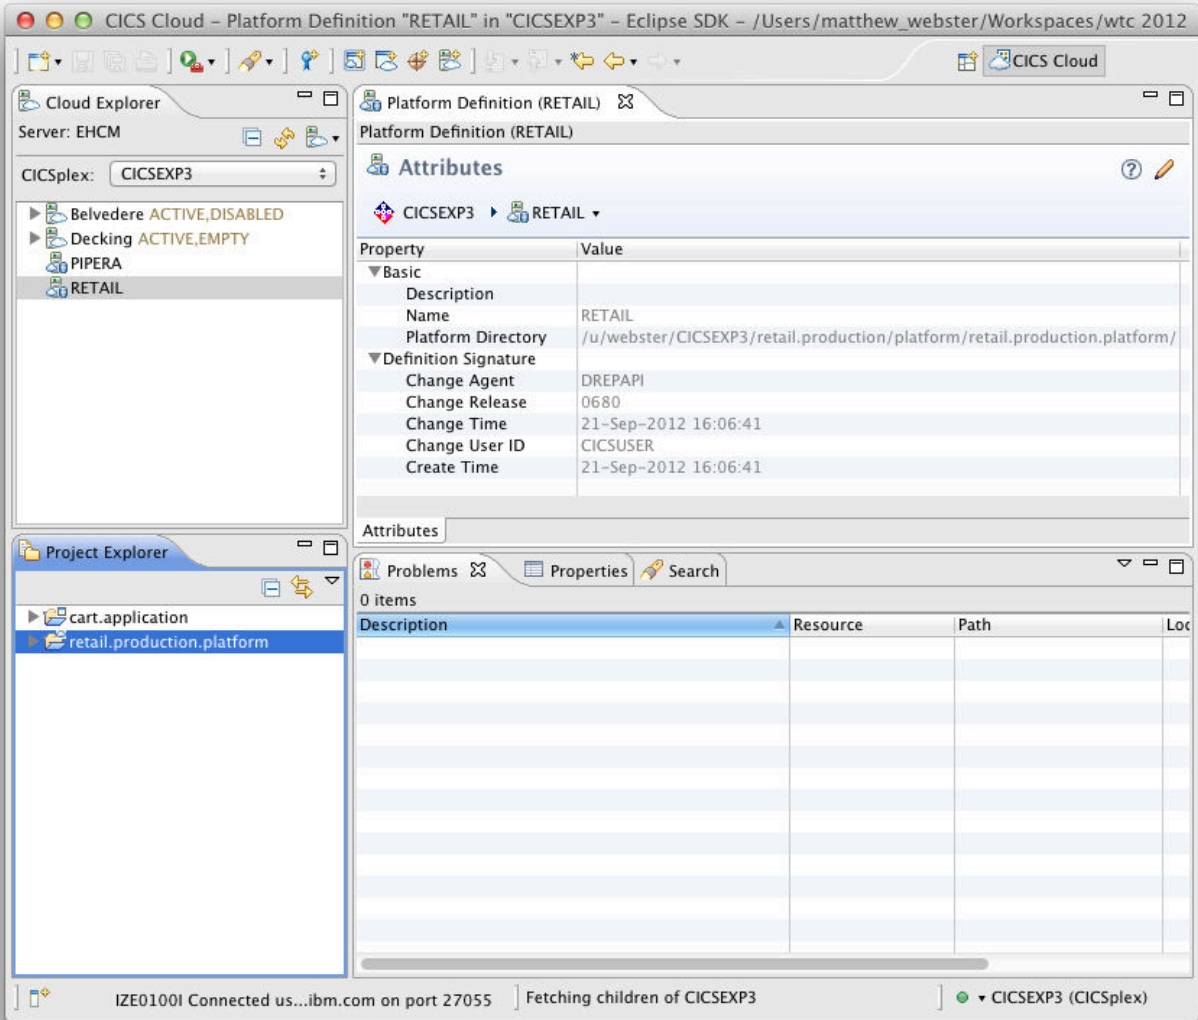 CICS Cloud – Platform Definition "RETAIL" in "CICSEXP3" – Eclipse SDK – /Users/matthew_webster/Workspaces/wtc 2012
CICS Cloud
Cloud Explorer
Server: EHCM
CICSplex: CICSEXP3
Belvedere ACTIVE,DISABLED
Decking ACTIVE,EMPTY
PIPERA
RETAIL
Platform Definition (RETAIL)
Platform Definition (RETAIL)
Attributes
CICSEXP3 RETAIL
Property Value
Basic
Description
Name RETAIL
Platform Directory /u/webster/CICSEXP3/retail.production/platform/retail.production.platform/
Definition Signature
Change Agent DREPAPI
Change Release 0680
Change Time 21-Sep-2012 16:06:41
Change User ID CICSUSER
Create Time 21-Sep-2012 16:06:41
Attributes
Project Explorer
cart.application
retail.production.platform
Problems Properties Search
0 items
Description Resource Path Loc
IZE0100I Connected us...ibm.com on port 27055 Fetching children of CICSEXP3 CICSEXP3 (CICSplex)